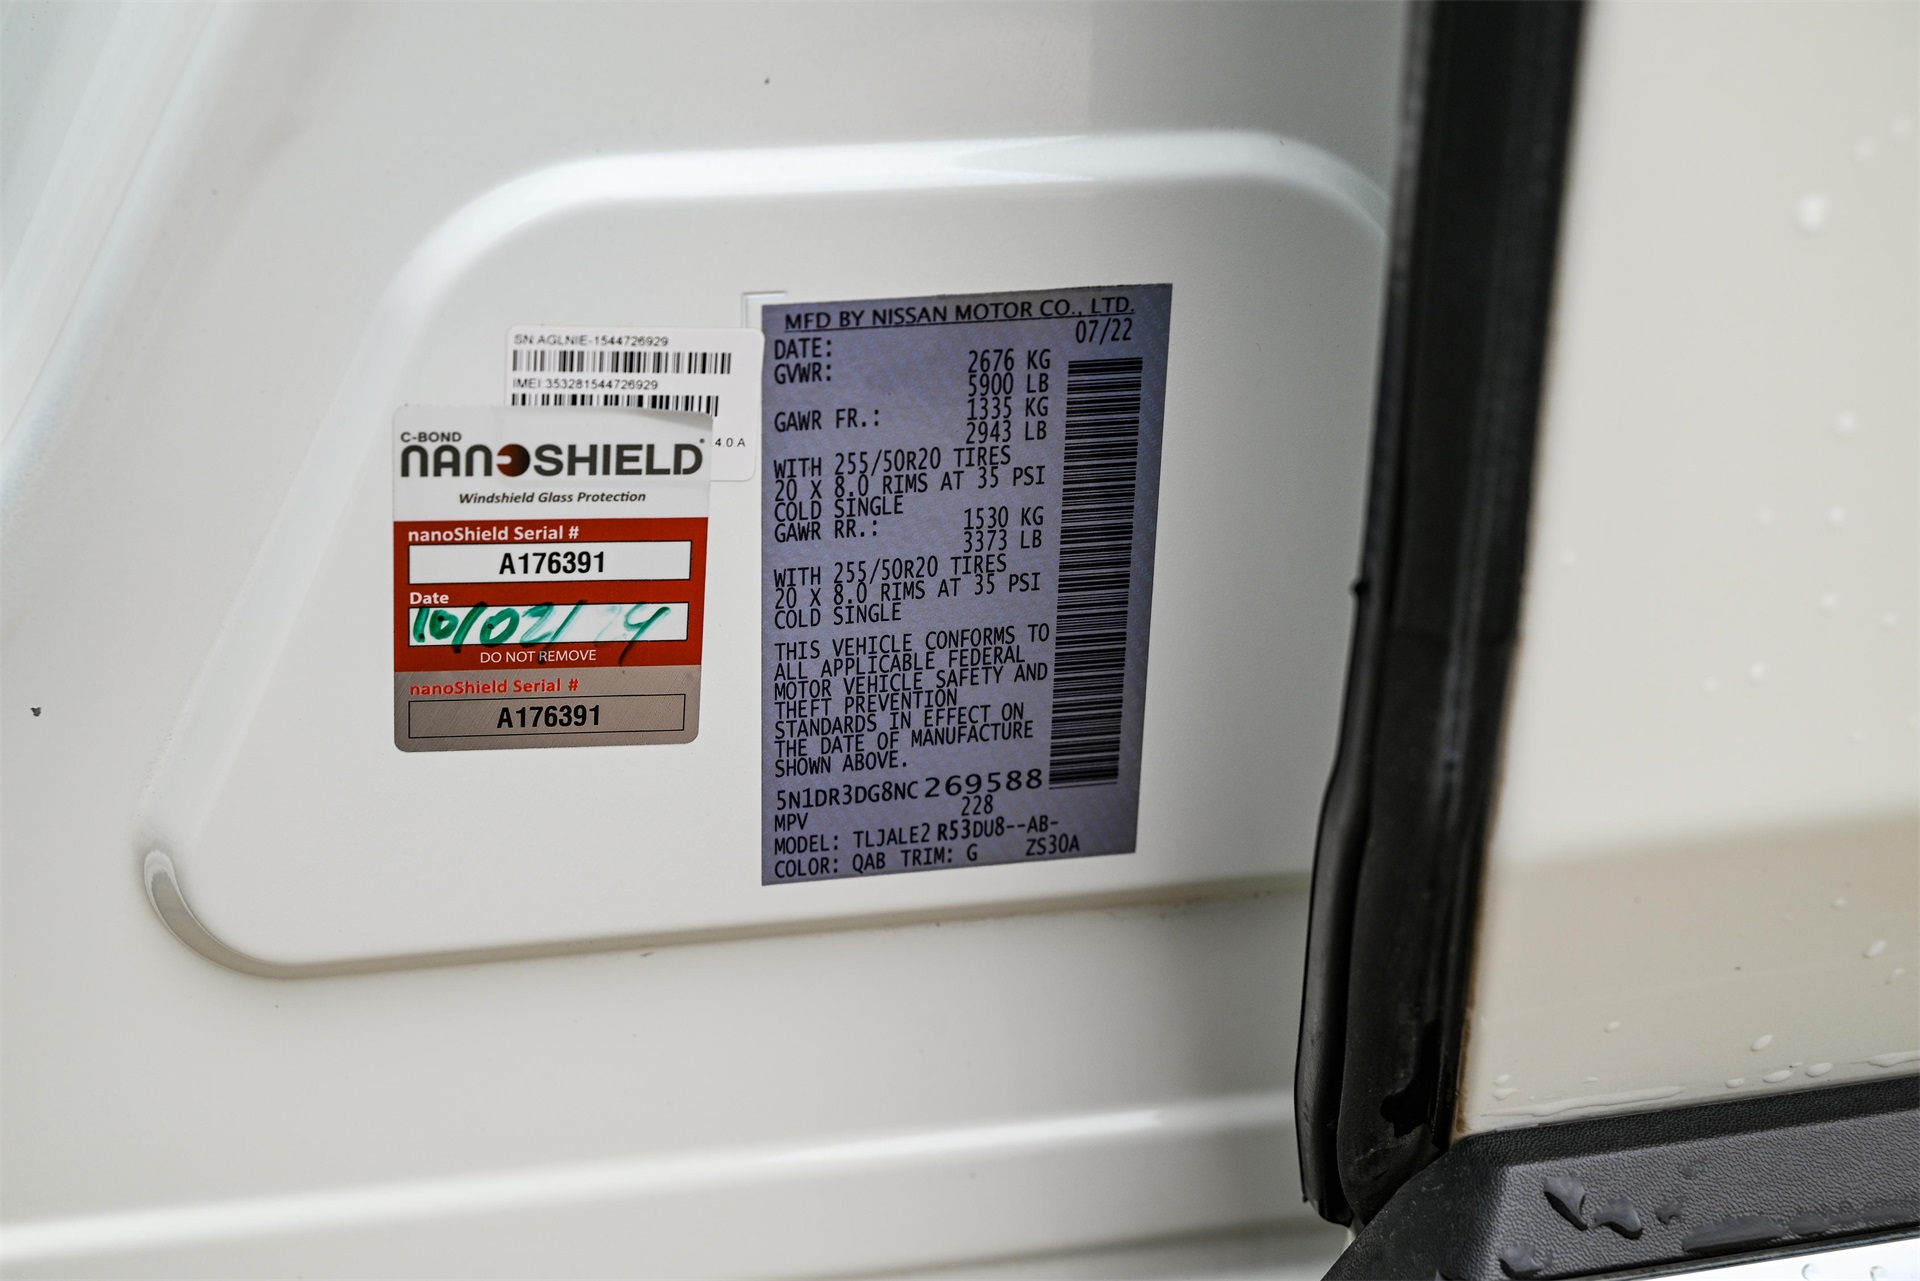 SN:AGLNIE-1544726929
IMEI:353281544726929
4.0.A
C-BOND
NANOSHIELD
Windshield Glass Protection
nanoShield Serial #
A176391
Date
10/02/24
DO NOT REMOVE
nanoShield Serial #
A176391
MFD BY NISSAN MOTOR CO., LTD.
DATE: 07/22
GVWR: 2676 KG
5900 LB
GAWR FR.: 1335 KG
2943 LB
WITH 255/50R20 TIRES
20 X 8.0 RIMS AT 35 PSI
COLD SINGLE
GAWR RR.: 1530 KG
3373 LB
WITH 255/50R20 TIRES
20 X 8.0 RIMS AT 35 PSI
COLD SINGLE
THIS VEHICLE CONFORMS TO
ALL APPLICABLE FEDERAL
MOTOR VEHICLE SAFETY AND
THEFT PREVENTION
STANDARDS IN EFFECT ON
THE DATE OF MANUFACTURE
SHOWN ABOVE.
5N1DR3DG8NC269588
MPV 228
MODEL: TLJALE2 R53DU8--AB-
COLOR: QAB TRIM: G ZS30A